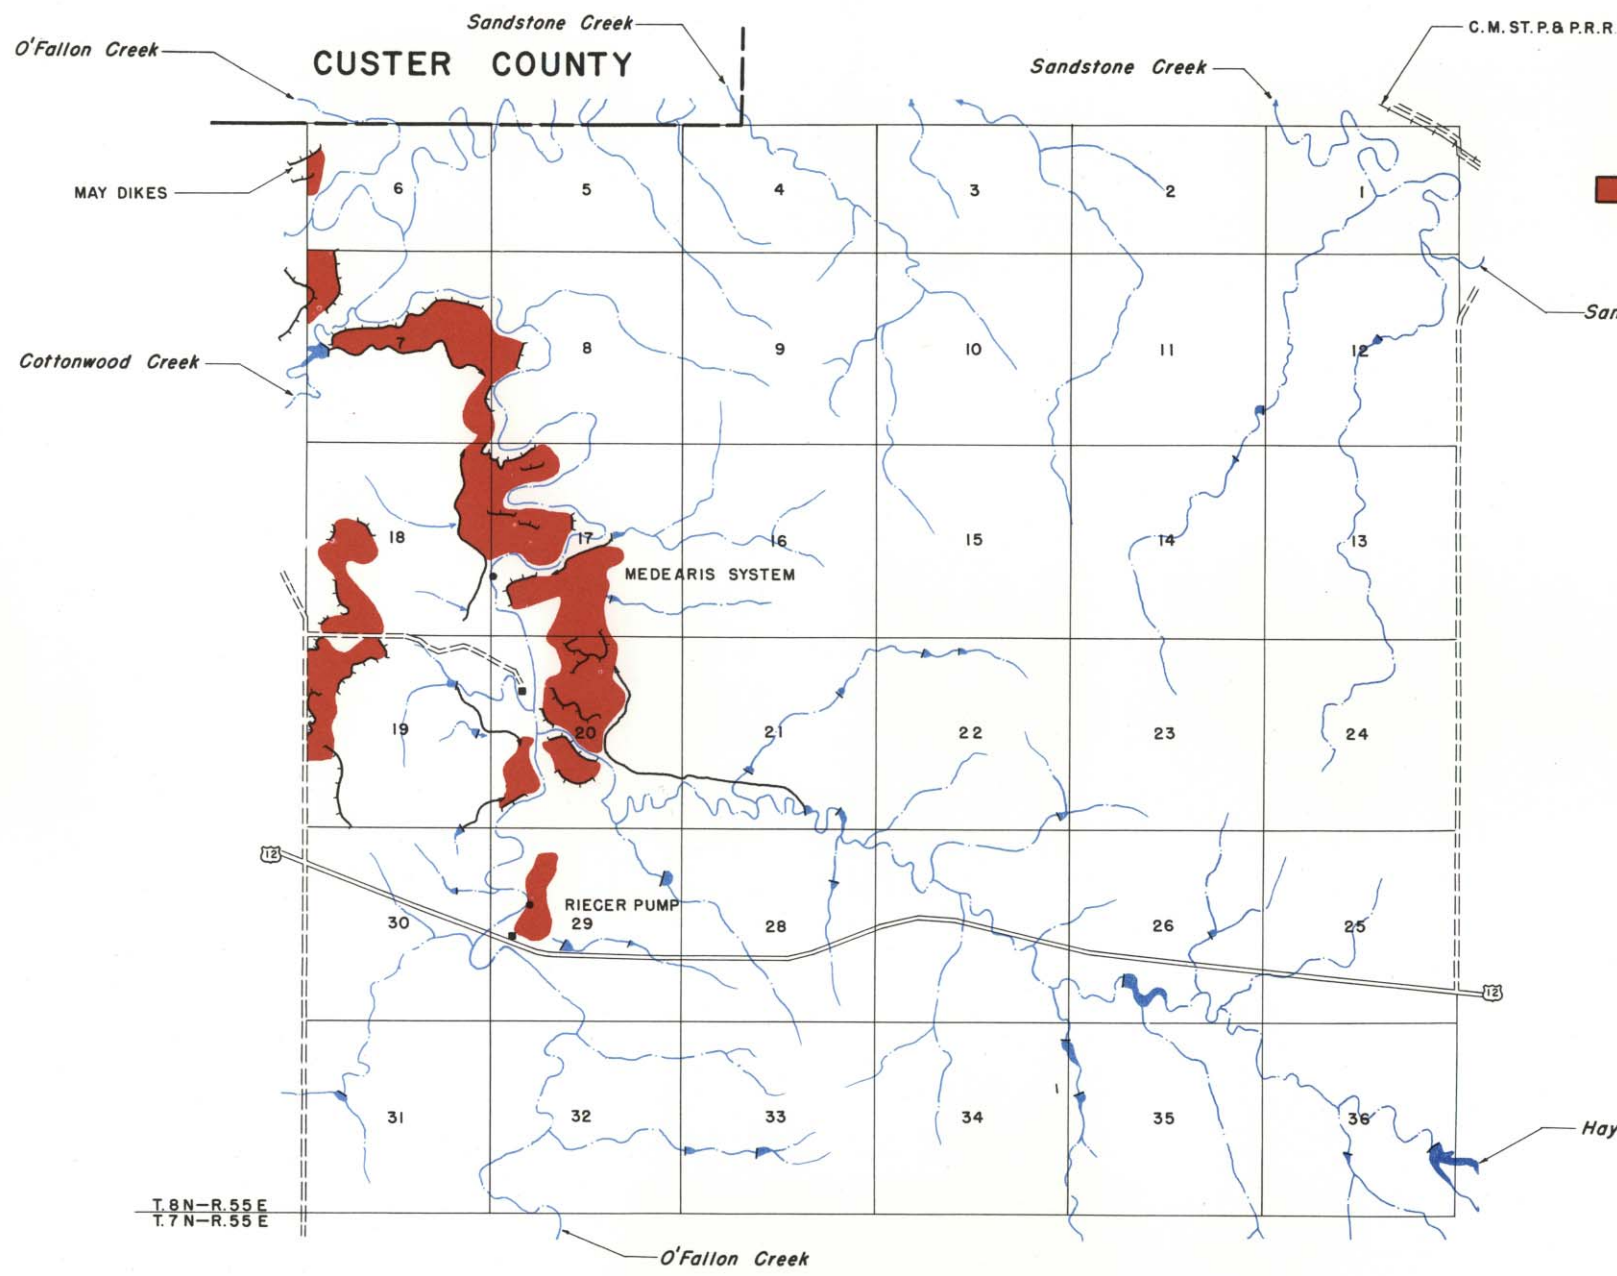 Sandstone Creek
C.M. ST. P. & P. R.R.
O'Fallon Creek
CUSTER COUNTY
Sandstone Creek
MAY DIKES
6
5
4
3
2
1
San
Cottonwood Creek
7
8
9
10
11
12
18
17
16
15
14
13
MEDEARIS SYSTEM
19
20
21
22
23
24
12
RIEGER PUMP
30
29
28
26
25
12
1
31
32
33
34
35
36
Hay
T. 8 N–R. 55 E
T. 7 N–R. 55 E
O'Fallon Creek